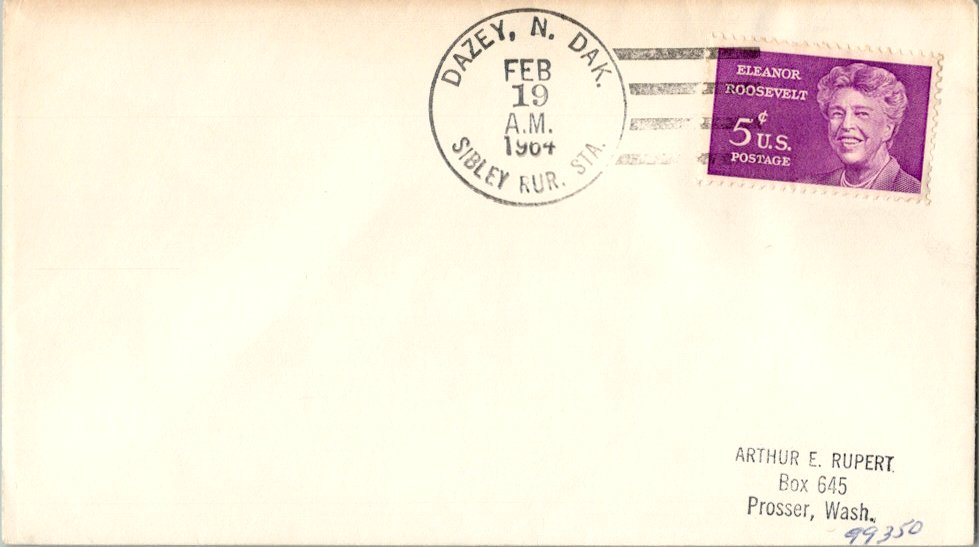 DAZEY, N. DAK.
FEB
19
A.M.
1964
SIBLEY RUR. STA.
ELEANOR
ROOSEVELT
5¢ U.S.
POSTAGE
ARTHUR E. RUPERT
Box 645
Prosser, Wash.
99350